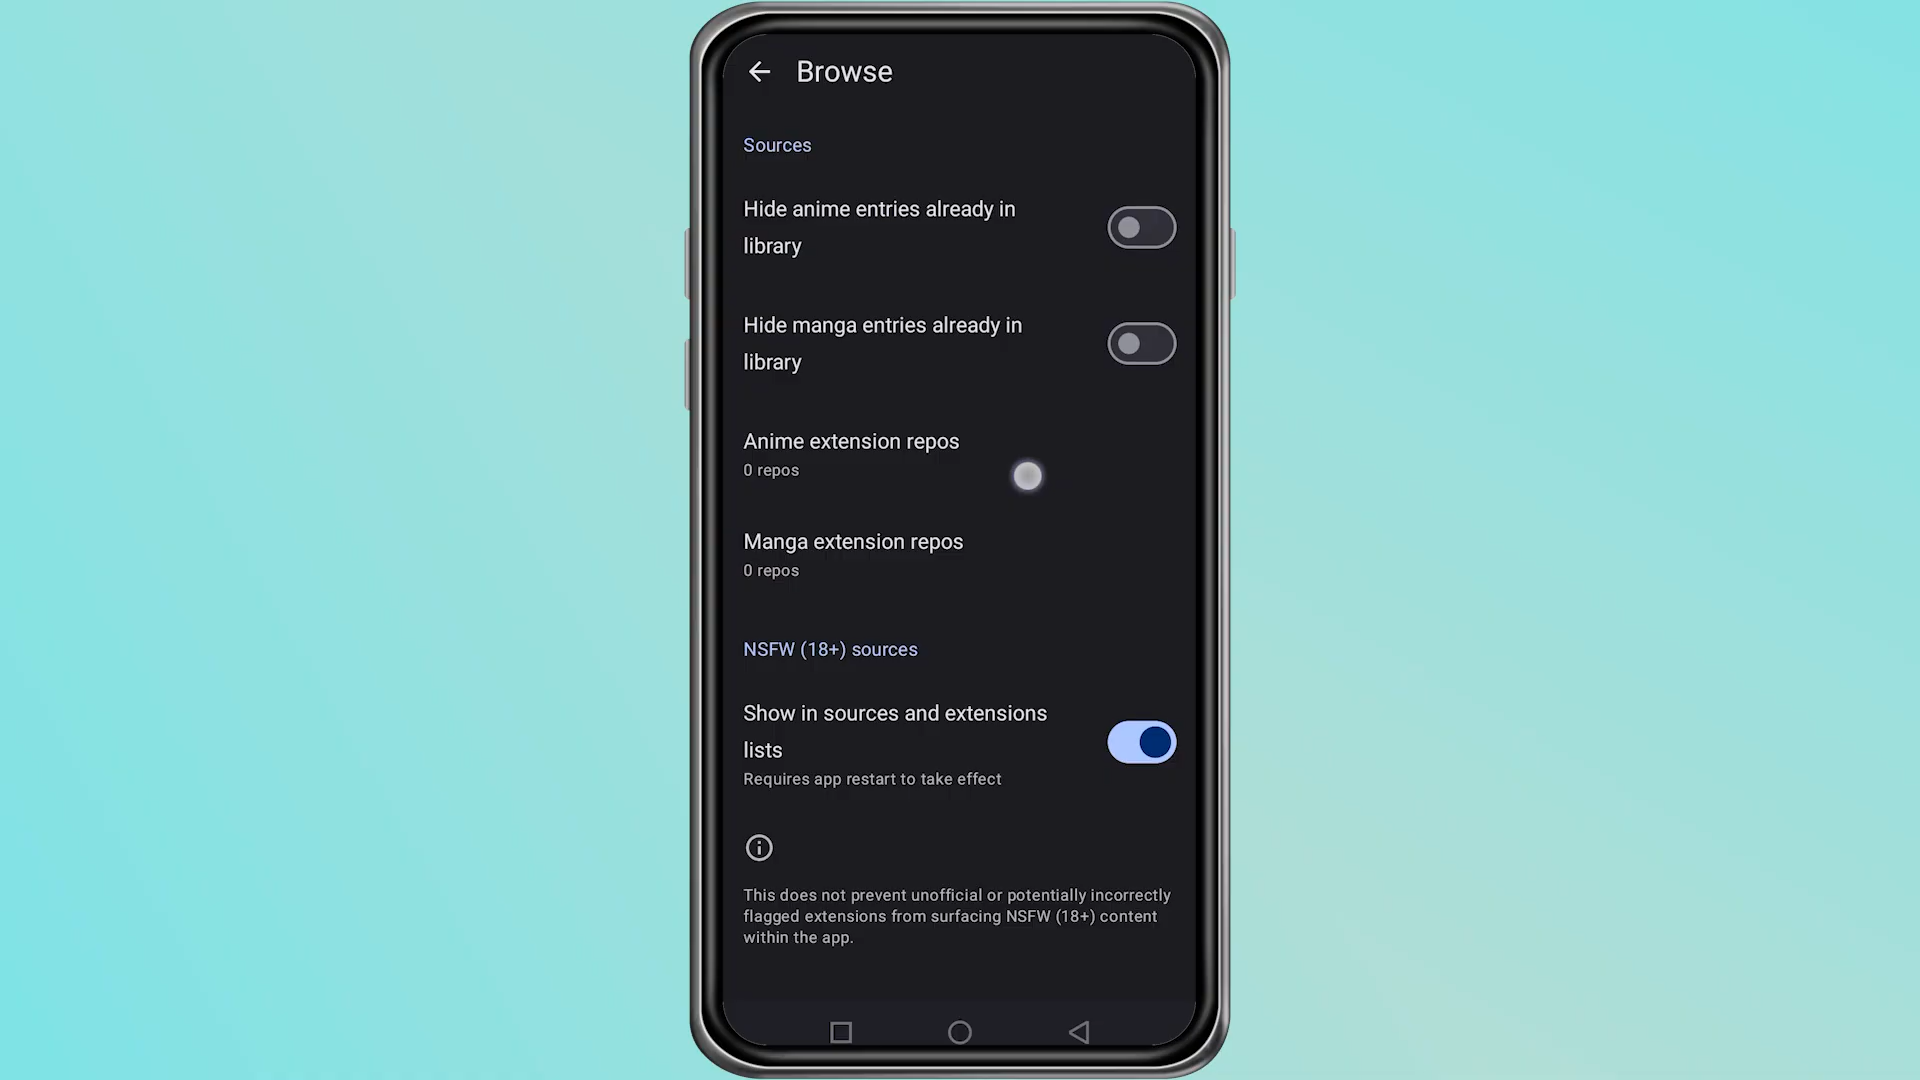 Browse
Sources
Hide anime entries already in
library
Hide manga entries already in
library
Anime extension repos
0 repos
Manga extension repos
0 repos
NSFW (18+) sources
Show in sources and extensions
lists
Requires app restart to take effect
This does not prevent unofficial or potentially incorrectly
flagged extensions from surfacing NSFW (18+) content
within the app.